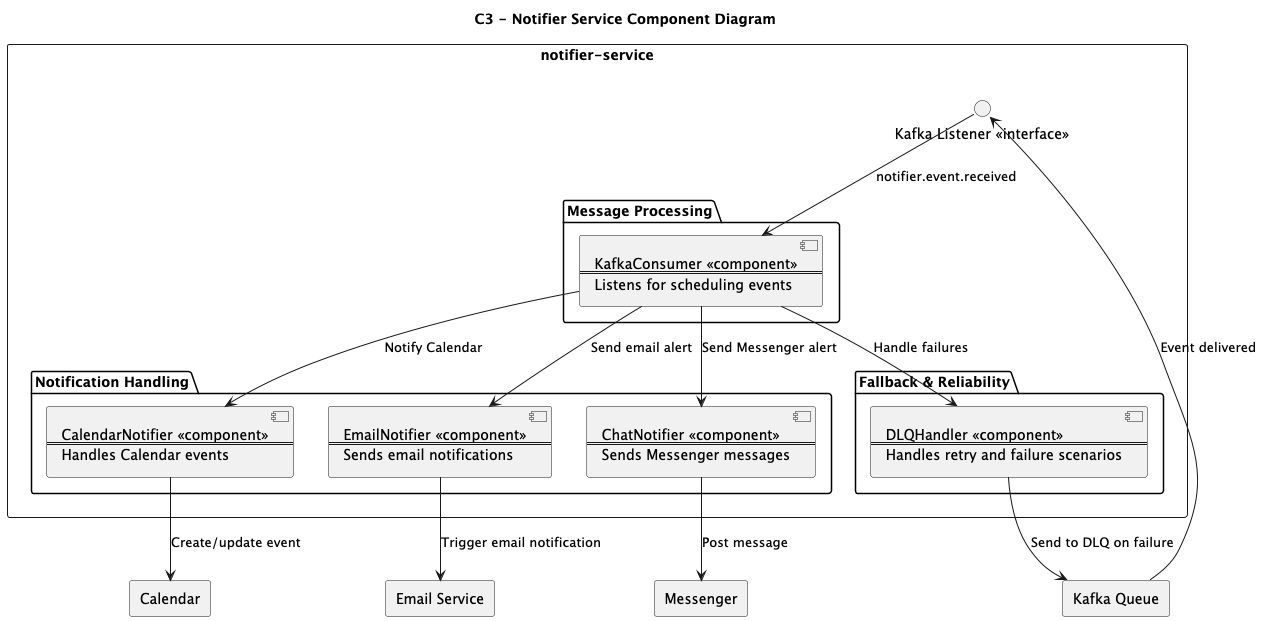 C3 - Notifier Service Component Diagram
notifier-service
Kafka Listener «interface»
notifier.event.received
Message Processing
KafkaConsumer «component»
Listens for scheduling events
Notify Calendar
Send email alert
Send Messenger alert
Handle failures
Event delivered
Notification Handling
Fallback & Reliability
CalendarNotifier «component»
Handles Calendar events
EmailNotifier «component»
Sends email notifications
ChatNotifier «component»
Sends Messenger messages
DLQHandler «component»
Handles retry and failure scenarios
Create/update event
Trigger email notification
Post message
Send to DLQ on failure
Calendar
Email Service
Messenger
Kafka Queue